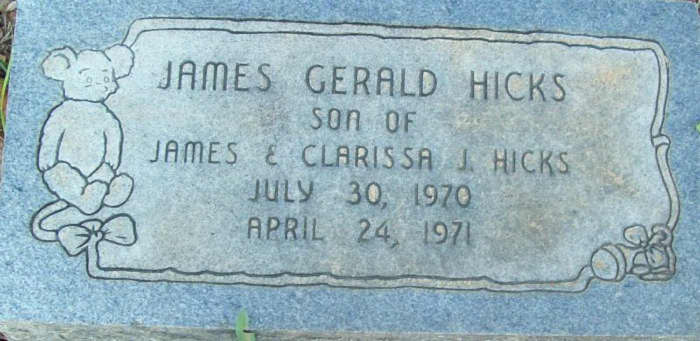 JAMES GERALD HICKS
SON OF
JAMES & CLARISSA J. HICKS
JULY 30, 1970
APRIL 24, 1971